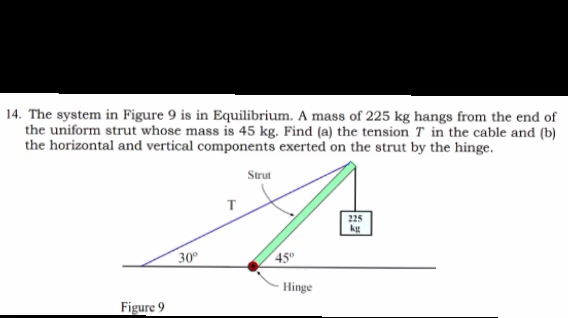 14. The system in Figure 9 is in Equilibrium. A mass of 225 kg hangs from the end of
the uniform strut whose mass is 45 kg. Find (a) the tension T in the cable and (b)
the horizontal and vertical components exerted on the strut by the hinge.
Strut
T
225
kg
30°
45°
Hinge
Figure 9